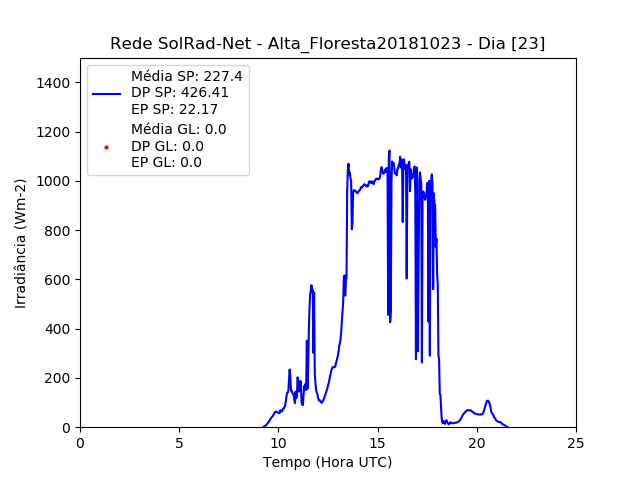 Rede SolRad-Net - Alta_Floresta20181023 - Dia [23]
Média SP: 227.4
DP SP: 426.41
EP SP: 22.17
Média GL: 0.0
DP GL: 0.0
EP GL: 0.0
Irradiância (Wm-2)
1400
1200
1000
800
600
400
200
0
0 5 10 15 20 25
Tempo (Hora UTC)